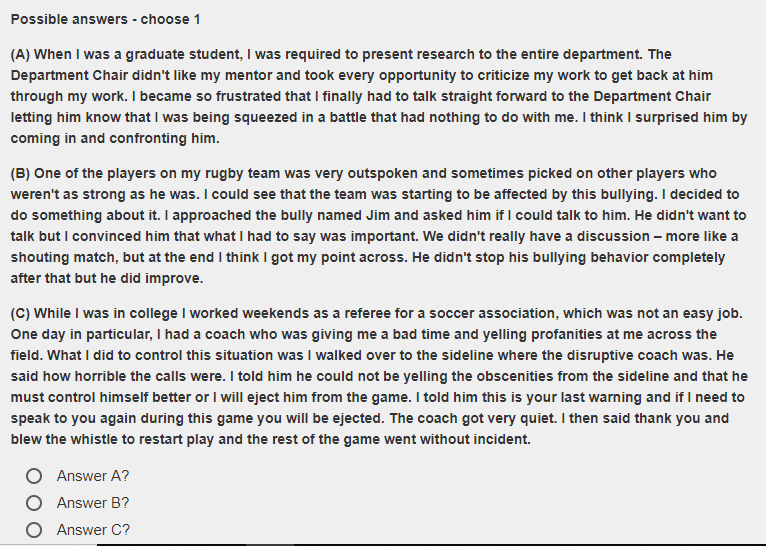 Possible answers - choose 1
(A) When I was a graduate student, I was required to present research to the entire department. The
Department Chair didn't like my mentor and took every opportunity to criticize my work to get back at him
through my work. I became so frustrated that I finally had to talk straight forward to the Department Chair
letting him know that I was being squeezed in a battle that had nothing to do with me. I think I surprised him by
coming in and confronting him.
(B) One of the players on my rugby team was very outspoken and sometimes picked on other players who
weren't as strong as he was. I could see that the team was starting to be affected by this bullying. I decided to
do something about it. I approached the bully named Jim and asked him if I could talk to him. He didn't want to
talk but I convinced him that what I had to say was important. We didn't really have a discussion – more like a
shouting match, but at the end I think I got my point across. He didn't stop his bullying behavior completely
after that but he did improve.
(C) While I was in college I worked weekends as a referee for a soccer association, which was not an easy job.
One day in particular, I had a coach who was giving me a bad time and yelling profanities at me across the
field. What I did to control this situation was I walked over to the sideline where the disruptive coach was. He
said how horrible the calls were. I told him he could not be yelling the obscenities from the sideline and that he
must control himself better or I will eject him from the game. I told him this is your last warning and if I need to
speak to you again during this game you will be ejected. The coach got very quiet. I then said thank you and
blew the whistle to restart play and the rest of the game went without incident.
Answer A?
Answer B?
Answer C?